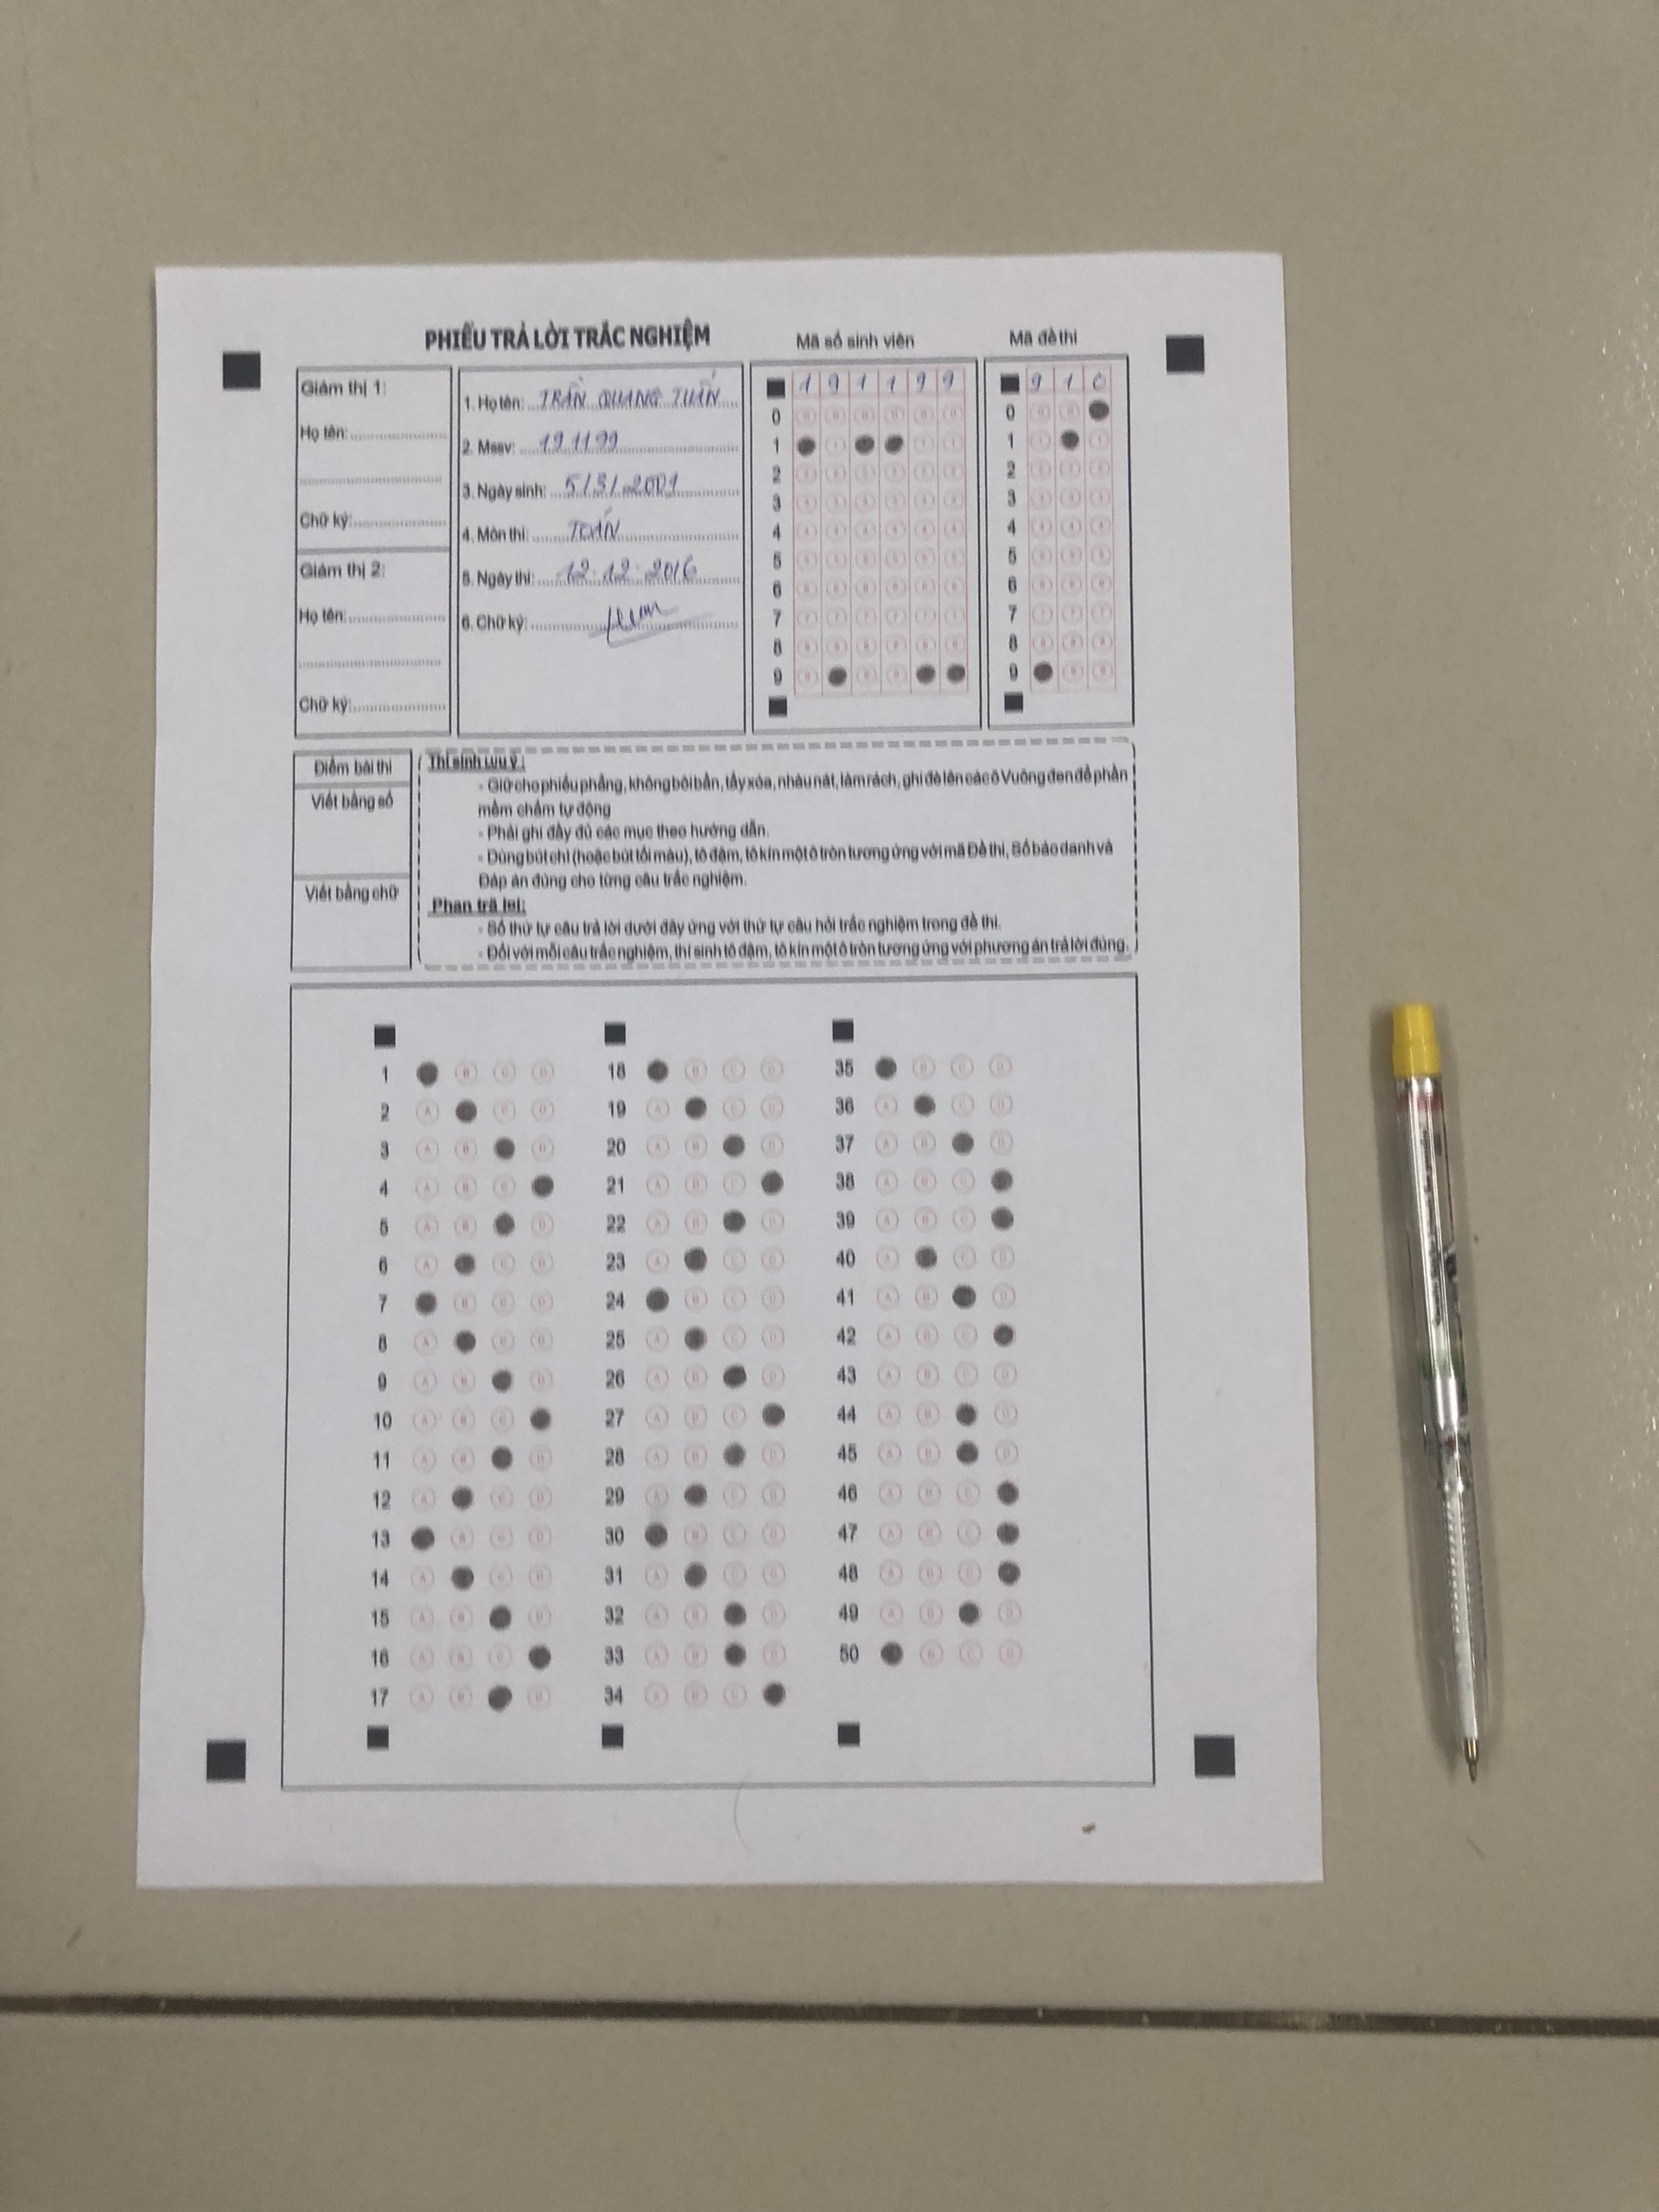 PHIẾU TRẢ LỜI TRẮC NGHIỆM
Mã số sinh viên
Mã đề thi
Giám thị 1:
Họ tên:
Chữ ký:
Giám thị 2:
Họ tên:
Chữ ký:
1. Họ tên: TRẦN QUANG TUẤN
2. Mssv: 191199
3. Ngày sinh: 5/3/2001
4. Môn thi: TOÁN
5. Ngày thi: 12.12.2016
6. Chữ ký:
1 9 1 1 9 9
0
1
2
3
4
5
6
7
8
9
9 1 0
0
1
2
3
4
5
6
7
8
9
Điểm bài thi
Viết bằng số
Viết bằng chữ
Thí sinh lưu ý:
- Giữ cho phiếu phẳng, không bôi bẩn, tẩy xóa, nhàu nát, làm rách, ghi đè lên các ô Vuông đen để phần
mềm chấm tự động
- Phải ghi đầy đủ các mục theo hướng dẫn.
- Dùng bút chì (hoặc bút tối màu), tô đậm, tô kín một ô tròn tương ứng với mã Đề thi, Số báo danh và
Đáp án đúng cho từng câu trắc nghiệm.
Phần trả lời:
- Số thứ tự câu trả lời dưới đây ứng với thứ tự câu hỏi trắc nghiệm trong đề thi.
- Đối với mỗi câu trắc nghiệm, thí sinh tô đậm, tô kín một ô tròn tương ứng với phương án trả lời đúng.
1 B C D
2 A C D
3 A B D
4 A B C
5 A B D
6 A C D
7 B C D
8 A C D
9 A B D
10 A B C
11 A B D
12 A C D
13 B C D
14 A C D
15 A B D
16 A B C
17 A B D
18 B C D
19 A C D
20 A B D
21 A B C
22 A B D
23 A C D
24 B C D
25 A C D
26 A B D
27 A B C
28 A B D
29 A C D
30 B C D
31 A C D
32 A B D
33 A B D
34 A B C
35 B C D
36 A C D
37 A B D
38 A B C
39 A B C
40 A C D
41 A B D
42 A B C
43 A B C D
44 A B D
45 A B D
46 A B C
47 A B C
48 A B C
49 A B D
50 B C D